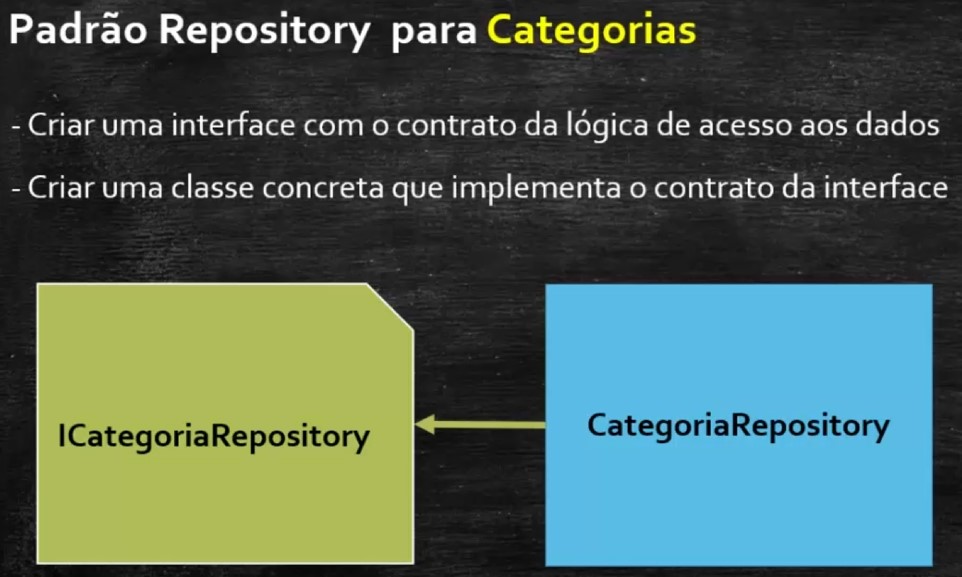 Padrão Repository para Categorias
- Criar uma interface com o contrato da lógica de acesso aos dados
- Criar uma classe concreta que implementa o contrato da interface
ICategoriaRepository
CategoriaRepository